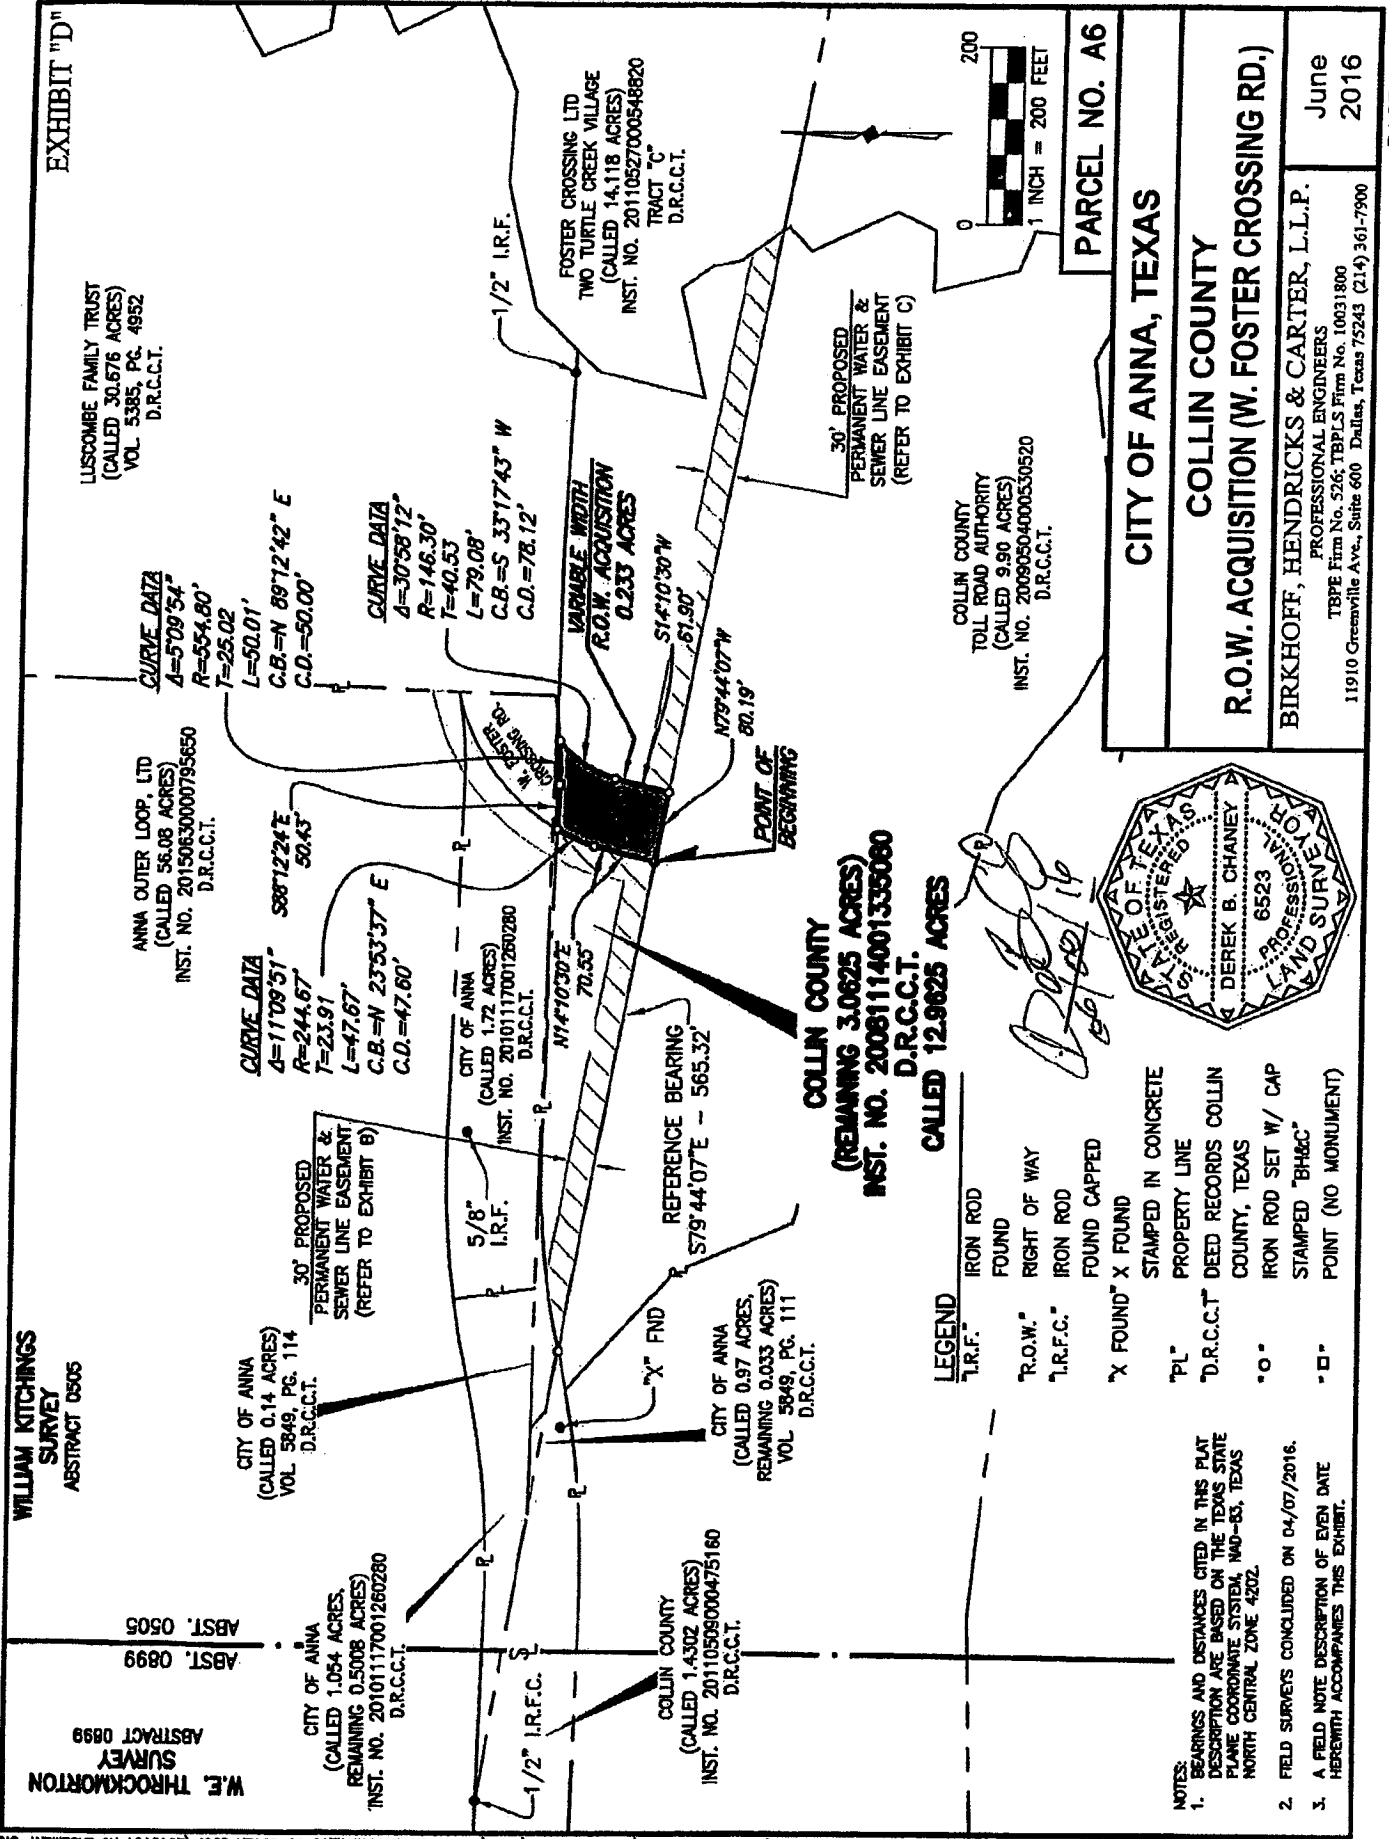 EXHIBIT "D"
WILLIAM KITCHINGS
SURVEY
ABSTRACT 0505
W.E. THROCKMORTON
SURVEY
ABSTRACT 0899
ABST. 0899
ABST. 0505
LUSCOMBE FAMILY TRUST
(CALLED 30.676 ACRES)
VOL 5385, PG. 4952
D.R.C.C.T.
ANNA OUTER LOOP, LTD
(CALLED 56.08 ACRES)
INST. NO. 20150630000795650
D.R.C.C.T.
CURVE DATA
Δ=5°09'54"
R=554.80'
T=25.02
L=50.01'
C.B.=N 89°12'42" E
C.D.=50.00'
CURVE DATA
Δ=30°58'12"
R=146.30'
T=40.53
L=79.08'
C.B.=S 33°17'43" W
C.D.=78.12'
CURVE DATA
Δ=11°09'51"
R=244.67'
T=23.91
L=47.67'
C.B.=N 23°53'37" E
C.D.=47.60'
S88°12'24"E
50.43'
1/2" I.R.F.
FOSTER CROSSING LTD
TWO TURTLE CREEK VILLAGE
(CALLED 14.118 ACRES)
INST. NO. 20110527000548820
TRACT "C"
D.R.C.C.T.
VARIABLE WIDTH
R.O.W. ACQUISITION
0.233 ACRES
W. FOSTER
CROSSING RD.
S14°10'30"W
61.90'
N79°44'07"W
80.19'
POINT OF
BEGINNING
N14°10'30"E
70.55'
30' PROPOSED
PERMANENT WATER &
SEWER LINE EASEMENT
(REFER TO EXHIBIT C)
30' PROPOSED
PERMANENT WATER &
SEWER LINE EASEMENT
(REFER TO EXHIBIT B)
CITY OF ANNA
(CALLED 1.72 ACRES)
INST. NO. 20101117001260280
D.R.C.C.T.
5/8"
I.R.F.
CITY OF ANNA
(CALLED 0.14 ACRES)
VOL 5849, PG. 114
D.R.C.C.T.
CITY OF ANNA
(CALLED 1.054 ACRES,
REMAINING 0.5008 ACRES)
INST. NO. 20101117001260280
D.R.C.C.T.
1/2" I.R.F.C.
COLLIN COUNTY
(CALLED 1.4302 ACRES)
INST. NO. 20110509000475160
D.R.C.C.T.
"X" FND
CITY OF ANNA
(CALLED 0.97 ACRES,
REMAINING 0.033 ACRES)
VOL 5849, PG. 111
D.R.C.C.T.
REFERENCE BEARING
S79°44'07"E - 565.32'
COLLIN COUNTY
(REMAINING 3.0625 ACRES)
INST. NO. 20081114001335080
D.R.C.C.T.
CALLED 12.9625 ACRES
COLLIN COUNTY
TOLL ROAD AUTHORITY
(CALLED 9.90 ACRES)
INST. NO. 20090504000530520
D.R.C.C.T.
0 200
1 INCH = 200 FEET
LEGEND
"I.R.F." IRON ROD
FOUND
"R.O.W." RIGHT OF WAY
"I.R.F.C." IRON ROD
FOUND CAPPED
"X FOUND" X FOUND
STAMPED IN CONCRETE
"PL" PROPERTY LINE
"D.R.C.C.T" DEED RECORDS COLLIN
COUNTY, TEXAS
"O" IRON ROD SET W/ CAP
STAMPED "BH&C"
"□" POINT (NO MONUMENT)
NOTES:
1. BEARINGS AND DISTANCES CITED IN THIS PLAT
DESCRIPTION ARE BASED ON THE TEXAS STATE
PLANE COORDINATE SYSTEM, NAD-83, TEXAS
NORTH CENTRAL ZONE 4202.
2. FIELD SURVEYS CONCLUDED ON 04/07/2016.
3. A FIELD NOTE DESCRIPTION OF EVEN DATE
HEREWITH ACCOMPANIES THIS EXHIBIT.
STATE OF TEXAS
REGISTERED
DEREK B. CHANEY
6523
PROFESSIONAL
LAND SURVEYOR
PARCEL NO. A6
CITY OF ANNA, TEXAS
COLLIN COUNTY
R.O.W. ACQUISITION (W. FOSTER CROSSING RD.)
BIRKHOFF, HENDRICKS & CARTER, L.L.P.
PROFESSIONAL ENGINEERS
TBPE Firm No. 526; TBPLS Firm No. 10031800
11910 Greenville Ave., Suite 600 Dallas, Texas 75243 (214) 361-7900
June
2016